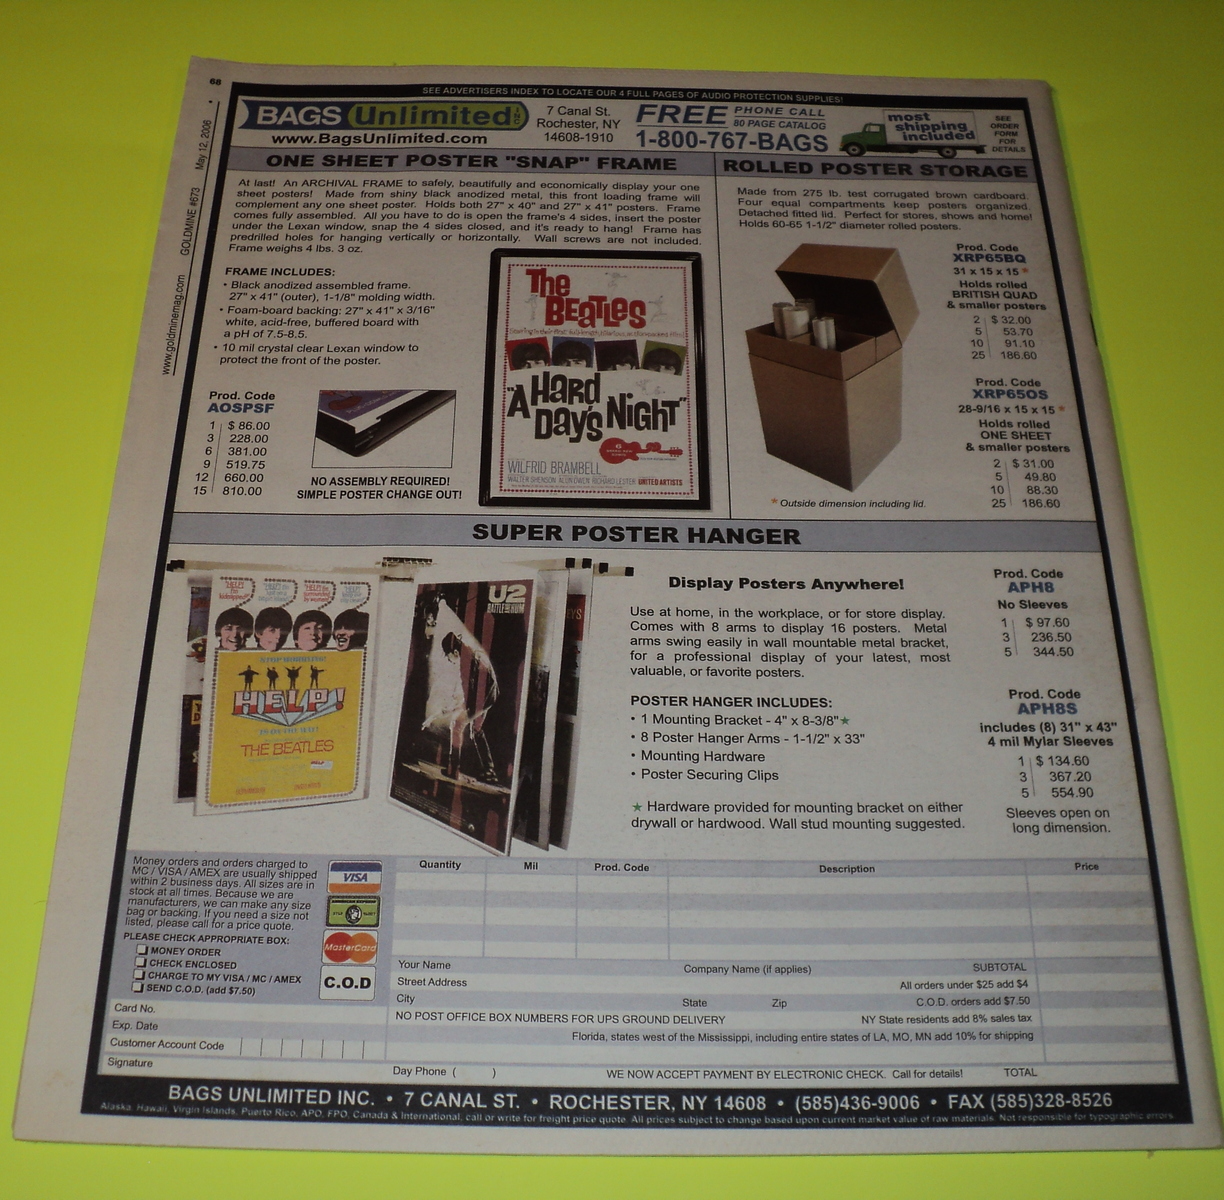 68
www.goldminemag.com GOLDMINE #673 May 12, 2006
SEE ADVERTISERS INDEX TO LOCATE OUR 4 FULL PAGES OF AUDIO PROTECTION SUPPLIES!
BAGS Unlimited INC
www.BagsUnlimited.com
7 Canal St.
Rochester, NY
14608-1910
FREE PHONE CALL
80 PAGE CATALOG
1-800-767-BAGS
most
shipping
included
SEE
ORDER
FORM
FOR
DETAILS
ONE SHEET POSTER "SNAP" FRAME
At last! An ARCHIVAL FRAME to safely, beautifully and economically display your one
sheet posters! Made from shiny black anodized metal, this front loading frame will
complement any one sheet poster. Holds both 27" x 40" and 27" x 41" posters. Frame
comes fully assembled. All you have to do is open the frame's 4 sides, insert the poster
under the Lexan window, snap the 4 sides closed, and it's ready to hang! Frame has
predrilled holes for hanging vertically or horizontally. Wall screws are not included.
Frame weighs 4 lbs. 3 oz.
FRAME INCLUDES:
• Black anodized assembled frame.
27" x 41" (outer), 1-1/8" molding width.
• Foam-board backing: 27" x 41" x 3/16"
white, acid-free, buffered board with
a pH of 7.5-8.5.
• 10 mil crystal clear Lexan window to
protect the front of the poster.
Prod. Code
AOSPSF
1 $ 86.00
3 228.00
6 381.00
9 519.75
12 660.00
15 810.00
NO ASSEMBLY REQUIRED!
SIMPLE POSTER CHANGE OUT!
The
BEATLES
"A Hard
Day's Night"
6
WILFRID BRAMBELL
WALTER SHENSON ALUN OWEN RICHARD LESTER UNITED ARTISTS
ROLLED POSTER STORAGE
Made from 275 lb. test corrugated brown cardboard.
Four equal compartments keep posters organized.
Detached fitted lid. Perfect for stores, shows and home!
Holds 60-65 1-1/2" diameter rolled posters.
Prod. Code
XRP65BQ
31 x 15 x 15 *
Holds rolled
BRITISH QUAD
& smaller posters
2 $ 32.00
5 53.70
10 91.10
25 186.60
Prod. Code
XRP65OS
28-9/16 x 15 x 15 *
Holds rolled
ONE SHEET
& smaller posters
2 $ 31.00
5 49.80
10 88.30
25 186.60
* Outside dimension including lid.
SUPER POSTER HANGER
STOP WORRYING!
HELP!
IS ON THE WAY!
THE BEATLES
U2
RATTLE AND HUM
Display Posters Anywhere!
Use at home, in the workplace, or for store display.
Comes with 8 arms to display 16 posters. Metal
arms swing easily in wall mountable metal bracket,
for a professional display of your latest, most
valuable, or favorite posters.
POSTER HANGER INCLUDES:
• 1 Mounting Bracket - 4" x 8-3/8"★
• 8 Poster Hanger Arms - 1-1/2" x 33"
• Mounting Hardware
• Poster Securing Clips
★ Hardware provided for mounting bracket on either
drywall or hardwood. Wall stud mounting suggested.
Prod. Code
APH8
No Sleeves
1 $ 97.60
3 236.50
5 344.50
Prod. Code
APH8S
includes (8) 31" x 43"
4 mil Mylar Sleeves
1 $ 134.60
3 367.20
5 554.90
Sleeves open on
long dimension.
Money orders and orders charged to
MC / VISA / AMEX are usually shipped
within 2 business days. All sizes are in
stock at all times. Because we are
manufacturers, we can make any size
bag or backing. If you need a size not
listed, please call for a price quote.
VISA
MasterCard
C.O.D
PLEASE CHECK APPROPRIATE BOX:
MONEY ORDER
CHECK ENCLOSED
CHARGE TO MY VISA / MC / AMEX
SEND C.O.D. (add $7.50)
Card No.
Exp. Date
Customer Account Code
Signature
Quantity Mil Prod. Code Description Price
Your Name Company Name (if applies) SUBTOTAL
Street Address All orders under $25 add $4
City State Zip C.O.D. orders add $7.50
NO POST OFFICE BOX NUMBERS FOR UPS GROUND DELIVERY NY State residents add 8% sales tax
Florida, states west of the Mississippi, including entire states of LA, MO, MN add 10% for shipping
Day Phone ( ) WE NOW ACCEPT PAYMENT BY ELECTRONIC CHECK. Call for details! TOTAL
BAGS UNLIMITED INC. • 7 CANAL ST. • ROCHESTER, NY 14608 • (585)436-9006 • FAX (585)328-8526
Alaska, Hawaii, Virgin Islands, Puerto Rico, APO, FPO, Canada & International, call or write for freight price quote. All prices subject to change based upon current market value of raw materials. Not responsible for typographic errors.